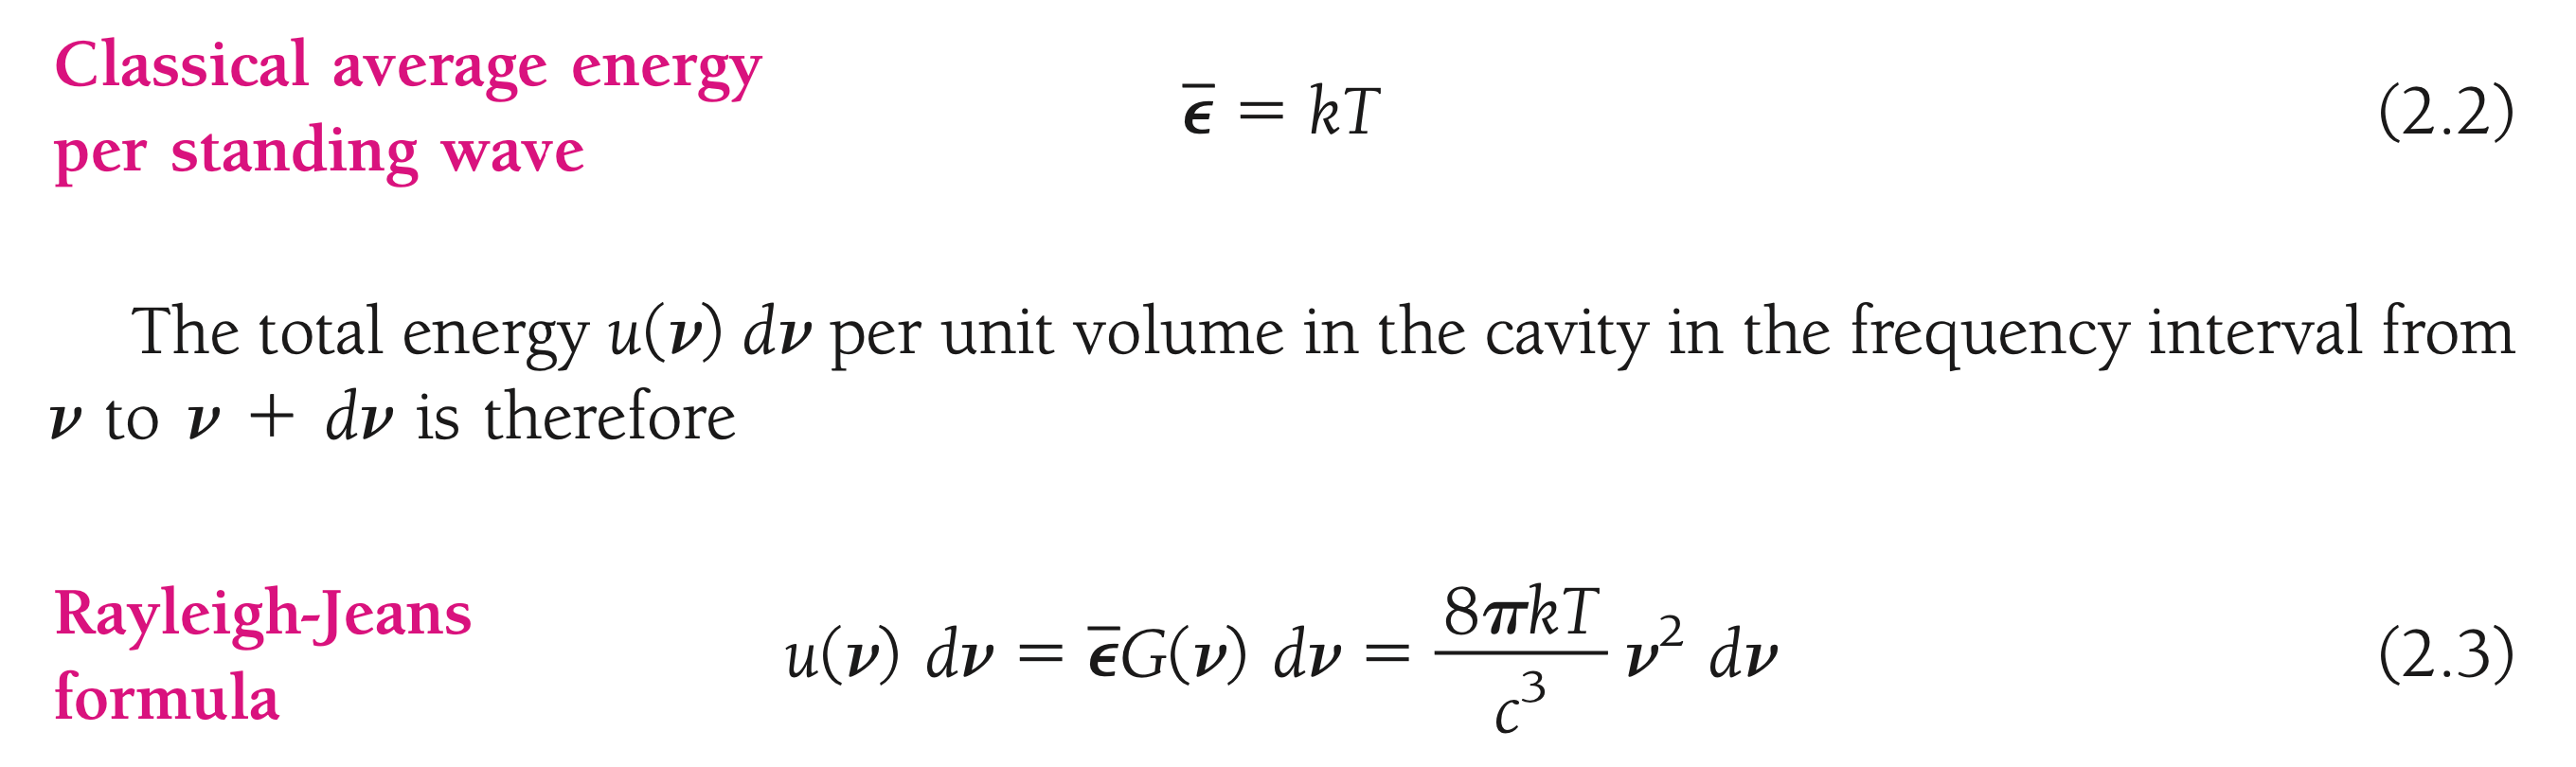 Classical average energy
per standing wave
ϵ̄ = kT (2.2)
The total energy u(ν) dν per unit volume in the cavity in the frequency interval from
ν to ν + dν is therefore
Rayleigh-Jeans
formula
u(ν) dν = ϵ̄G(ν) dν = 8πkT/c³ ν² dν (2.3)